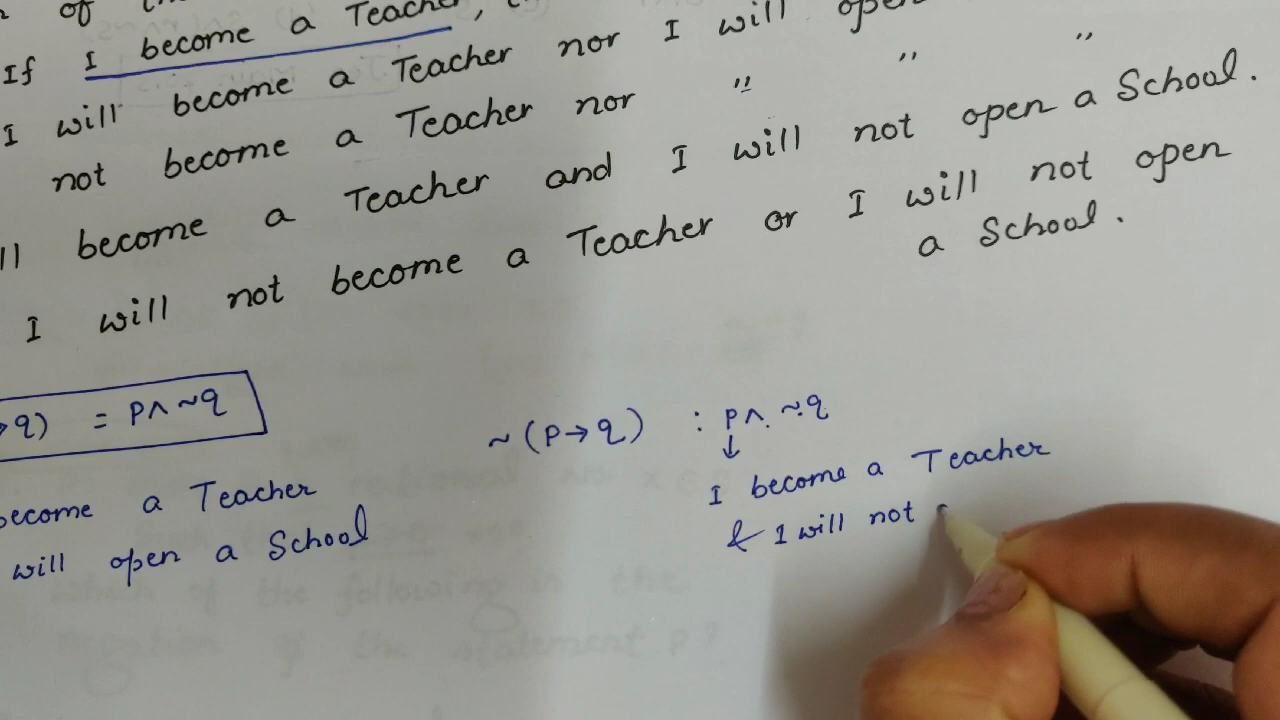 of
If I become a Teacher,
I will become a Teacher nor I will open
not become a Teacher nor " " "
ll become a Teacher and I will not open a School.
I will not become a Teacher or I will not open
a School.
→q) = p∧ ~q
~(p→q) : p∧ ~q
↓
I become a Teacher
& I will not
become a Teacher
will open a School